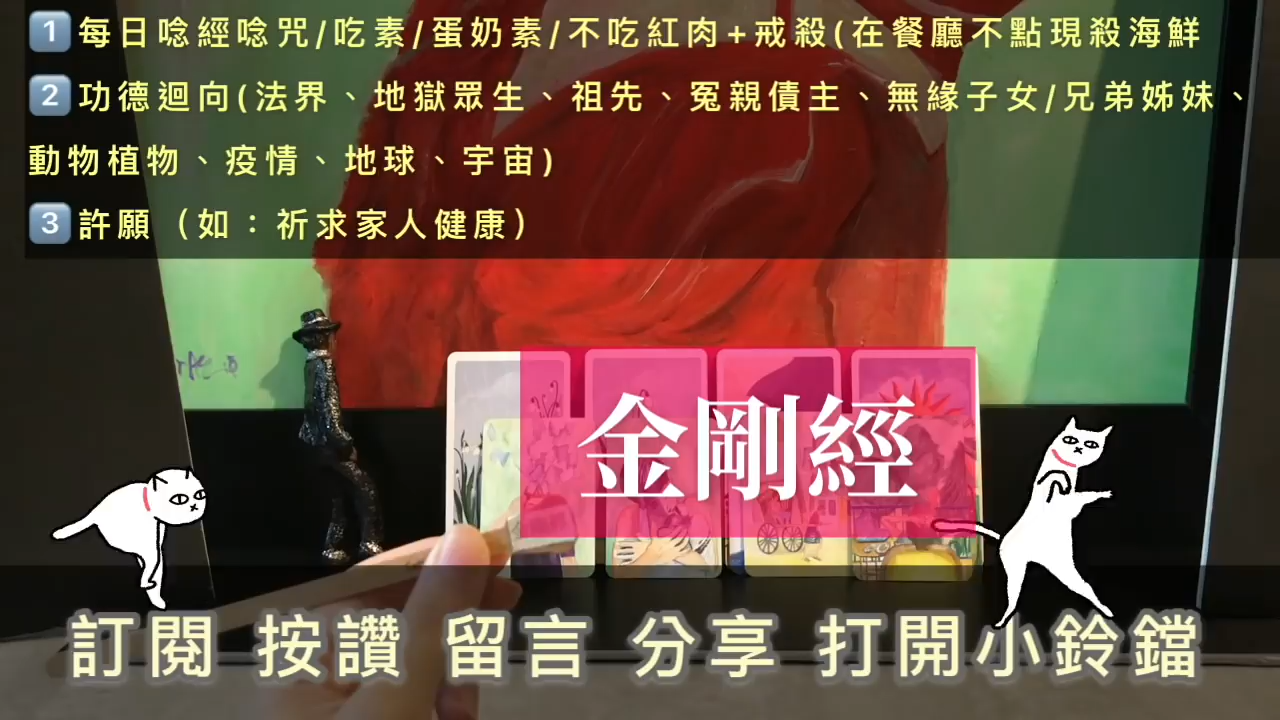 1 每日唸經唸咒/吃素/蛋奶素/不吃紅肉+戒殺(在餐廳不點現殺海鮮
2 功德迴向(法界、地獄眾生、祖先、冤親債主、無緣子女/兄弟姊妹、
動物植物、疫情、地球、宇宙)
3 許願（如：祈求家人健康）
金剛經
訂閱 按讚 留言 分享 打開小鈴鐺